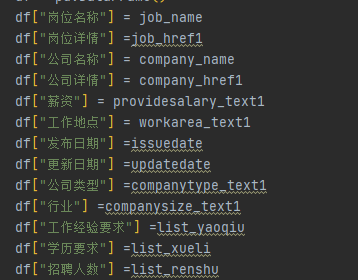 df["岗位名称"] = job_name
df["岗位详情"] =job_href1
df["公司名称"] = company_name
df["公司详情"] = company_href1
df["薪资"] = providesalary_text1
df["工作地点"] = workarea_text1
df["发布日期"] =issuedate
df["更新日期"] =updatedate
df["公司类型"] =companytype_text1
df["行业"] =companysize_text1
df["工作经验要求"] =list_yaoqiu
df["学历要求"] =list_xueli
df["招聘人数"] =list_renshu